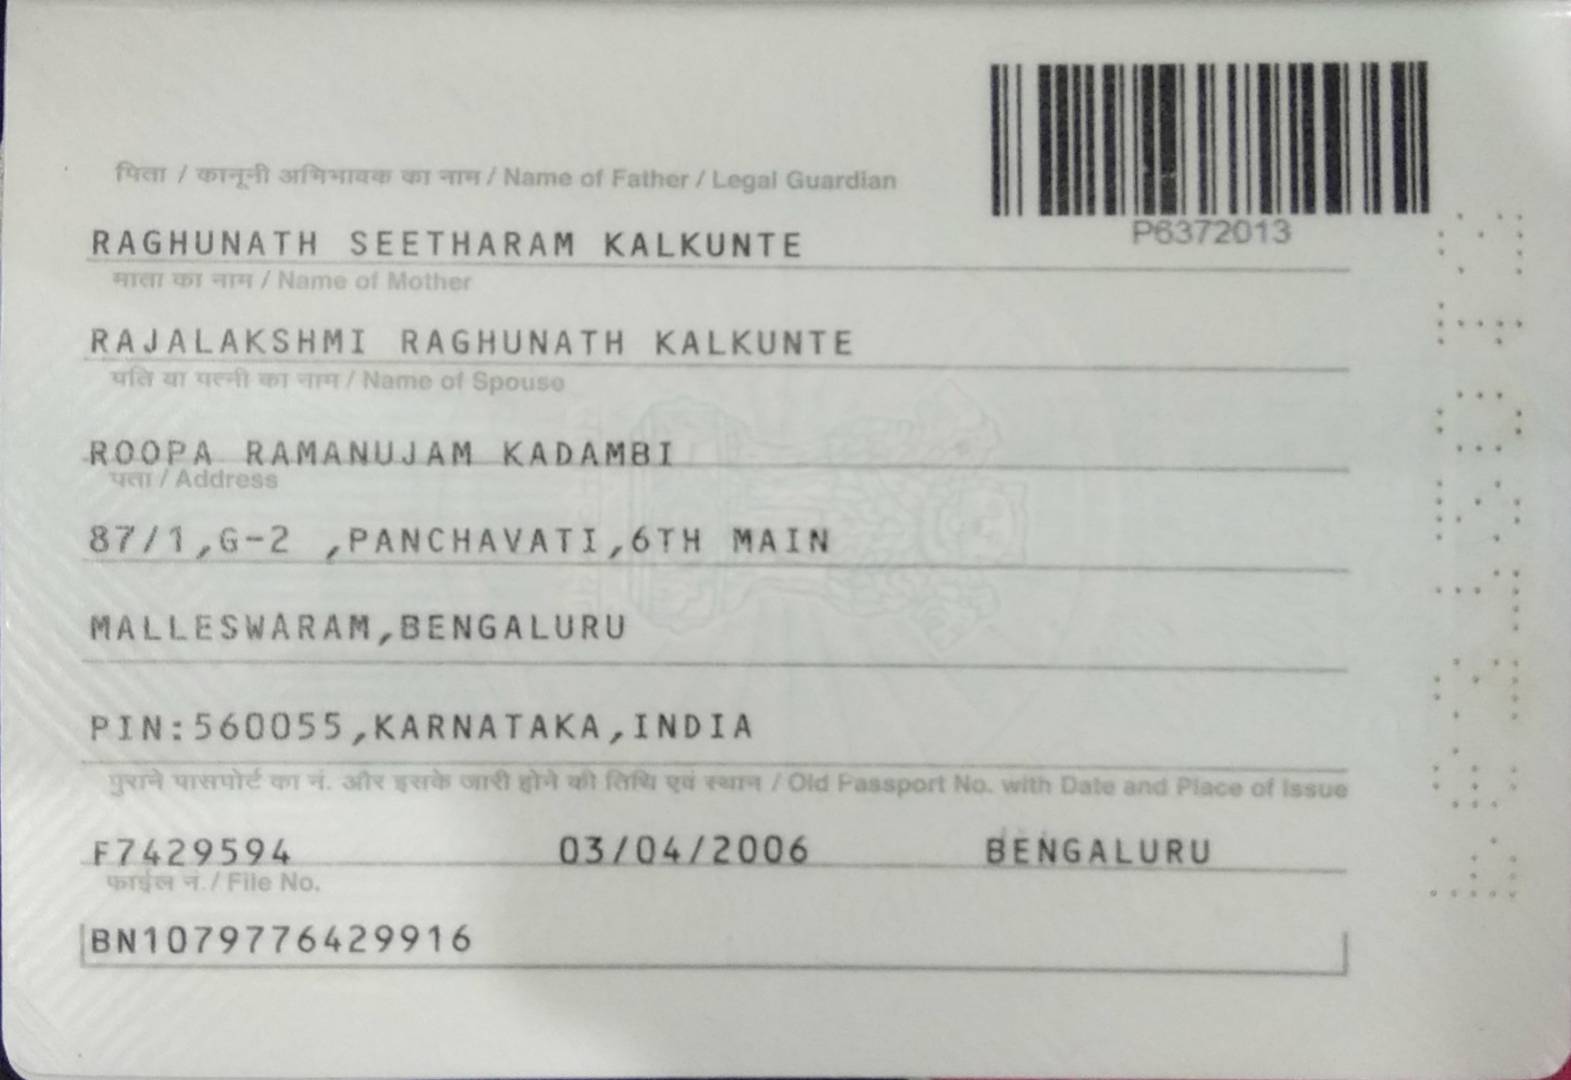 P6372013
पिता / कानूनी अभिभावक का नाम / Name of Father / Legal Guardian
RAGHUNATH SEETHARAM KALKUNTE
माता का नाम / Name of Mother
RAJALAKSHMI RAGHUNATH KALKUNTE
पति या पत्नी का नाम / Name of Spouse
ROOPA RAMANUJAM KADAMBI
पता / Address
87/1,G-2 ,PANCHAVATI,6TH MAIN
MALLESWARAM,BENGALURU
PIN:560055,KARNATAKA,INDIA
पुराने पासपोर्ट का नं. और इसके जारी होने की तिथि एवं स्थान / Old Passport No. with Date and Place of Issue
F7429594 03/04/2006 BENGALURU
फाईल नं. / File No.
BN1079776429916
P6372013